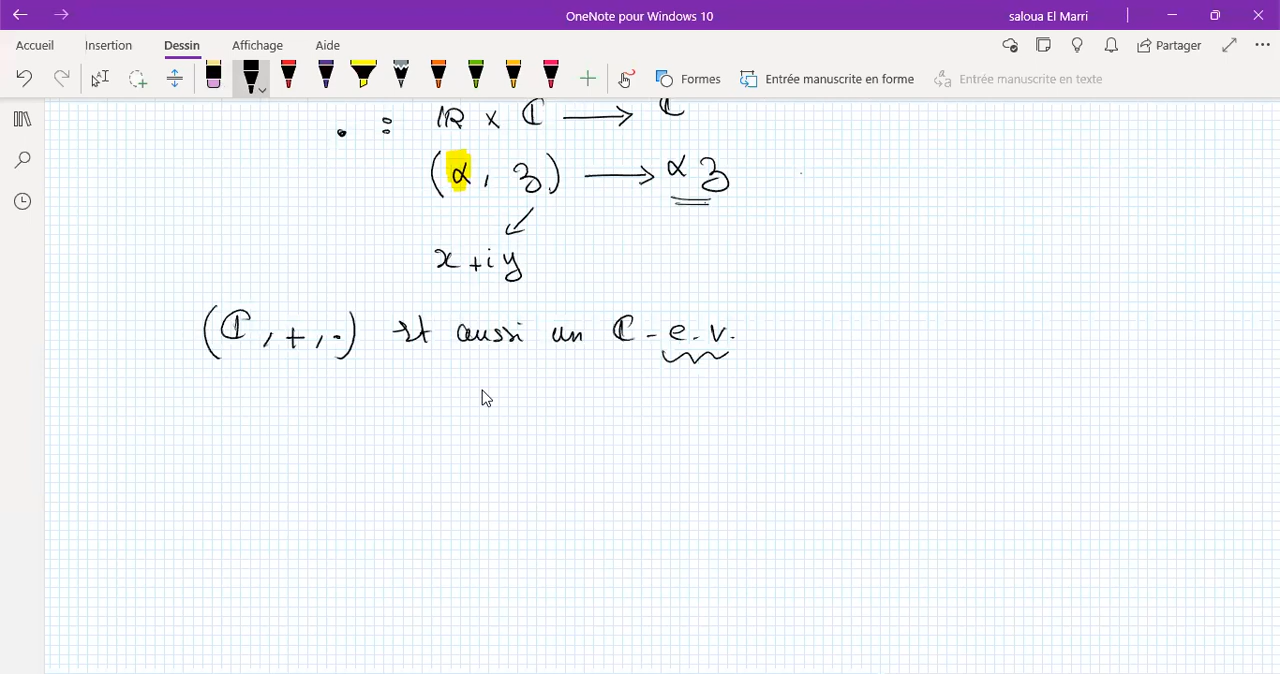 OneNote pour Windows 10
saloua El Marri
Accueil Insertion Dessin Affichage Aide
Partager
Formes
Entrée manuscrite en forme
Entrée manuscrite en texte
. : ℝ × ℂ ⟶ ℂ
(α, z) ⟶ αz
x + iy
(ℂ, +, .) est aussi un ℂ-e.v.